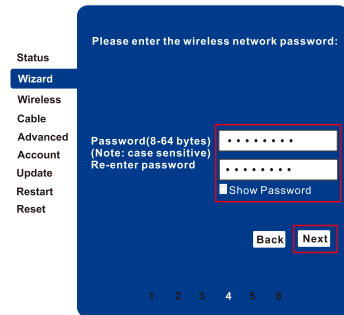 Please enter the wireless network password:
Status
Wizard
Wireless
Cable
Advanced
Account
Update
Restart
Reset
Password(8-64 bytes)
(Note: case sensitive)
Re-enter password
Show Password
Back Next
1 2 3 4 5 6